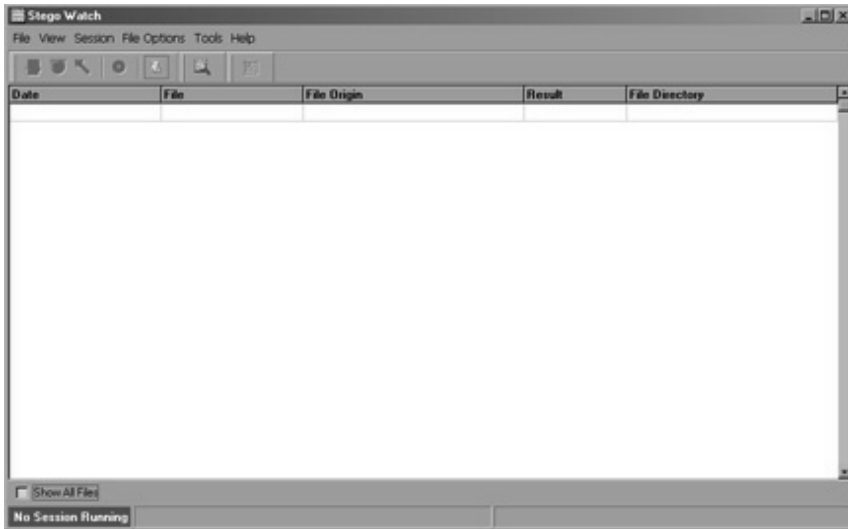 Stego Watch
File View Session File Options Tools Help
Date File File Origin Result File Directory
Show All Files
No Session Running